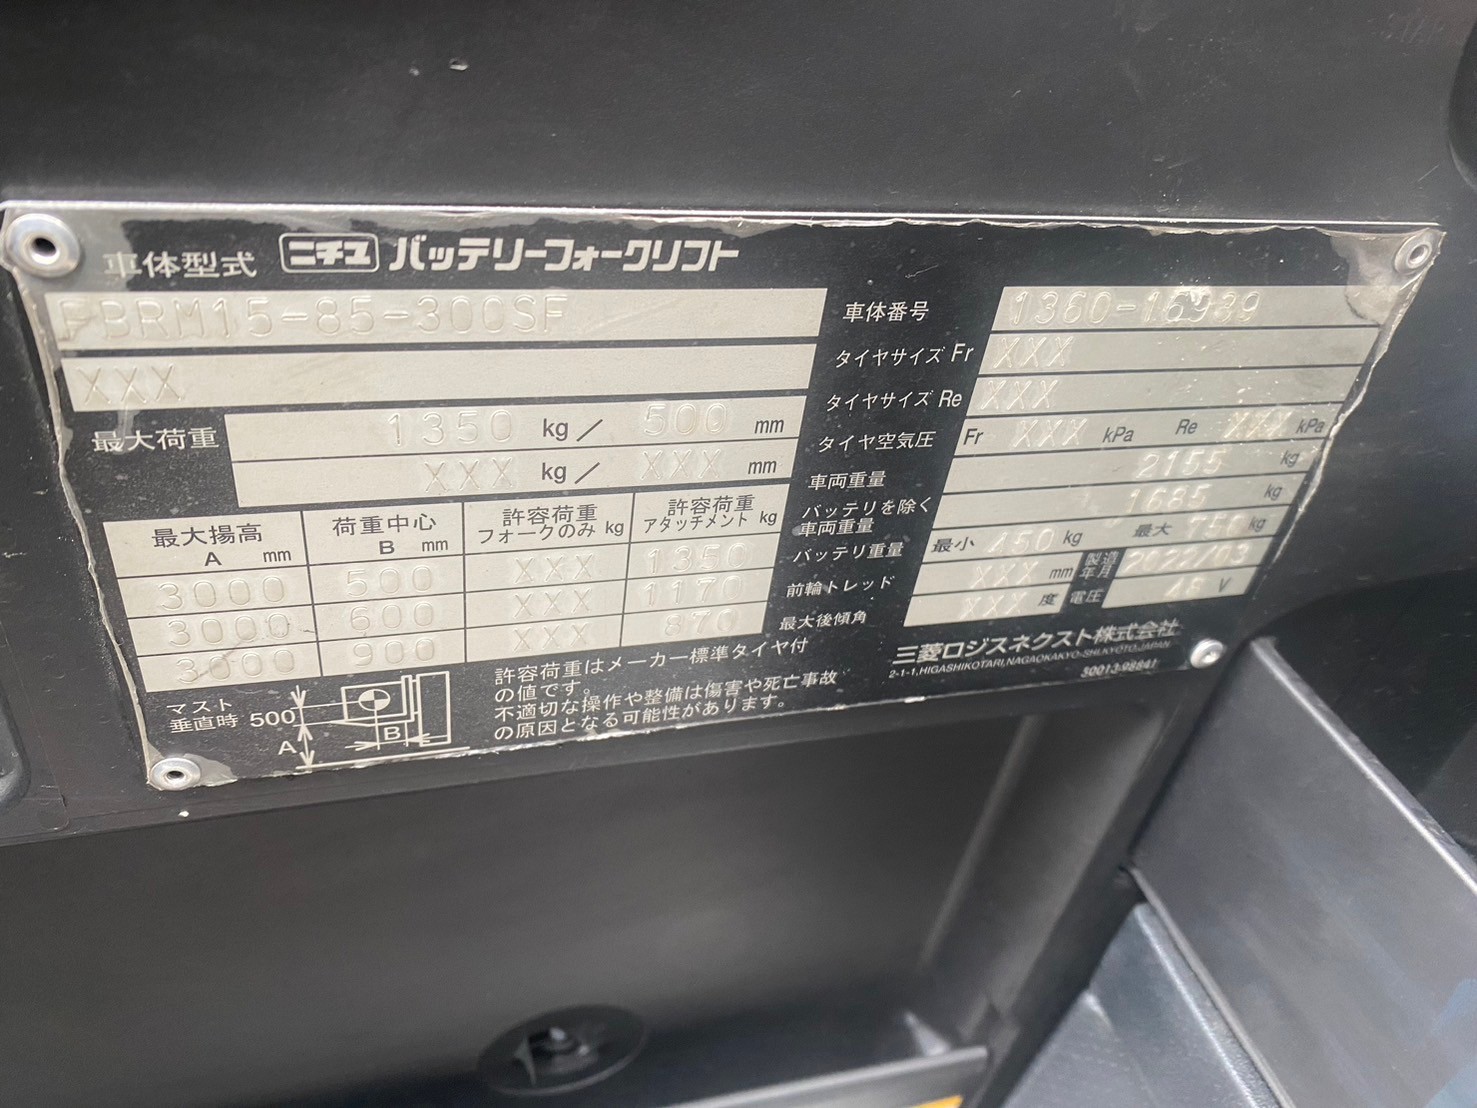 車体型式 ニチユ バッテリーフォークリフト
FBRM15-85-300SF
XXX
最大荷重 1350 kg／ 500 mm
XXX kg／ XXX mm
最大揚高 A mm 荷重中心 B mm 許容荷重 フォークのみ kg 許容荷重 アタッチメント kg
3000 500 XXX 1350
3000 600 XXX 1170
3000 900 XXX 870
マスト
垂直時 500 A B
許容荷重はメーカー標準タイヤ付
の値です。
不適切な操作や整備は傷害や死亡事故
の原因となる可能性があります。
車体番号 1360-16939
タイヤサイズ Fr XXX
タイヤサイズ Re XXX
タイヤ空気圧 Fr XXX kPa Re XXX kPa
車両重量 2155 kg
バッテリを除く
車両重量 1685 kg
バッテリ重量 最小 450 kg 最大 750 kg
前輪トレッド XXX mm 製造年月 2022/03
最大後傾角 XXX 度 電圧 48 V
三菱ロジスネクスト株式会社
2-1-1,HIGASHIKOTARI,NAGAOKAKYO-SHI,KYOTO-JAPAN
30013-98841